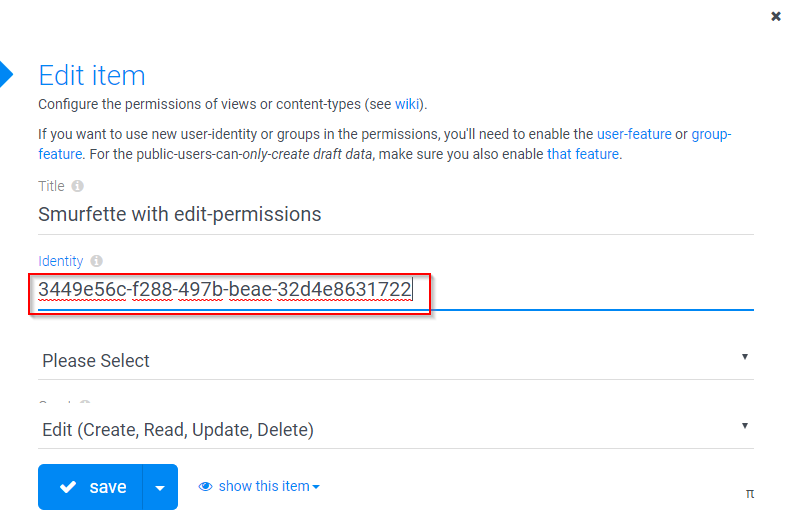 Edit item
Configure the permissions of views or content-types (see wiki).
If you want to use new user-identity or groups in the permissions, you'll need to enable the user-feature or group-
feature. For the public-users-can-only-create draft data, make sure you also enable that feature.
Title
Smurfette with edit-permissions
Identity
3449e56c-f288-497b-beae-32d4e8631722
Please Select
Edit (Create, Read, Update, Delete)
save show this item
π